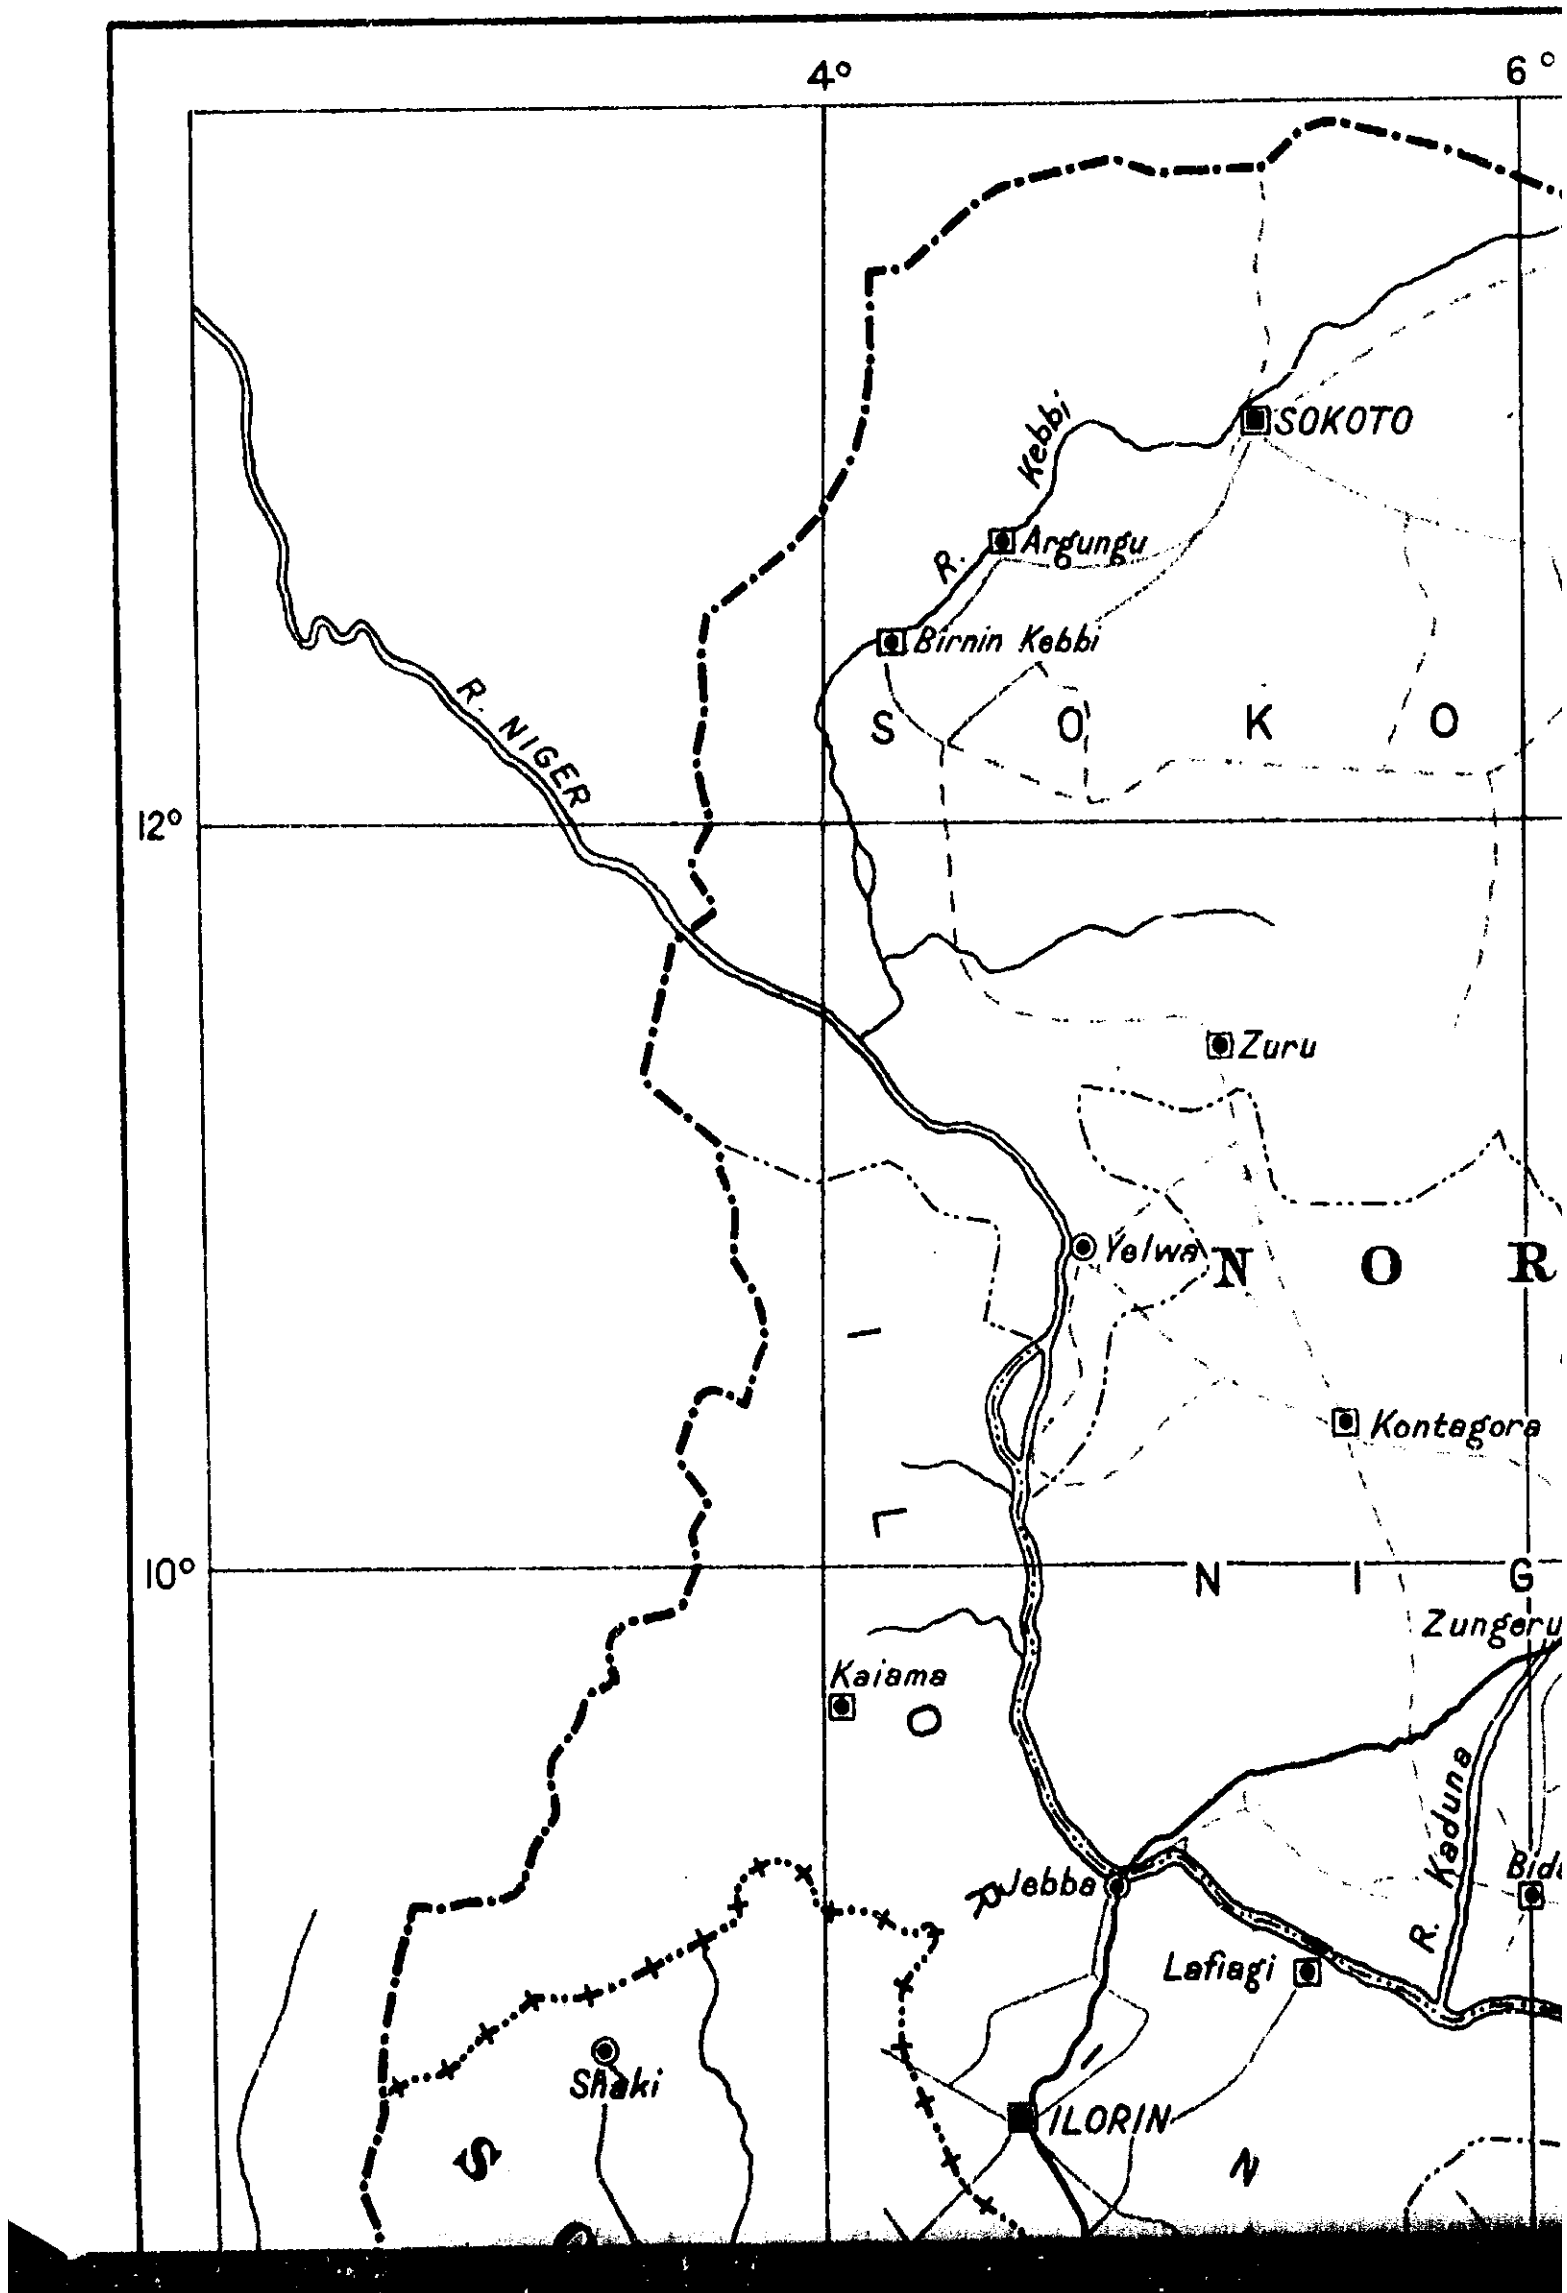 4° 6°
SOKOTO
R. Kebbi
Argungu
Birnin Kebbi
S O K O
R. NIGER
12°
Zuru
Yelwa
N O R
I
Kontagora
L
10°
N I G
Zungeru
Kaiama
O
R. Kaduna
R
Jebba
Bida
Lafiagi
Shaki
I
ILORIN
S
N
O